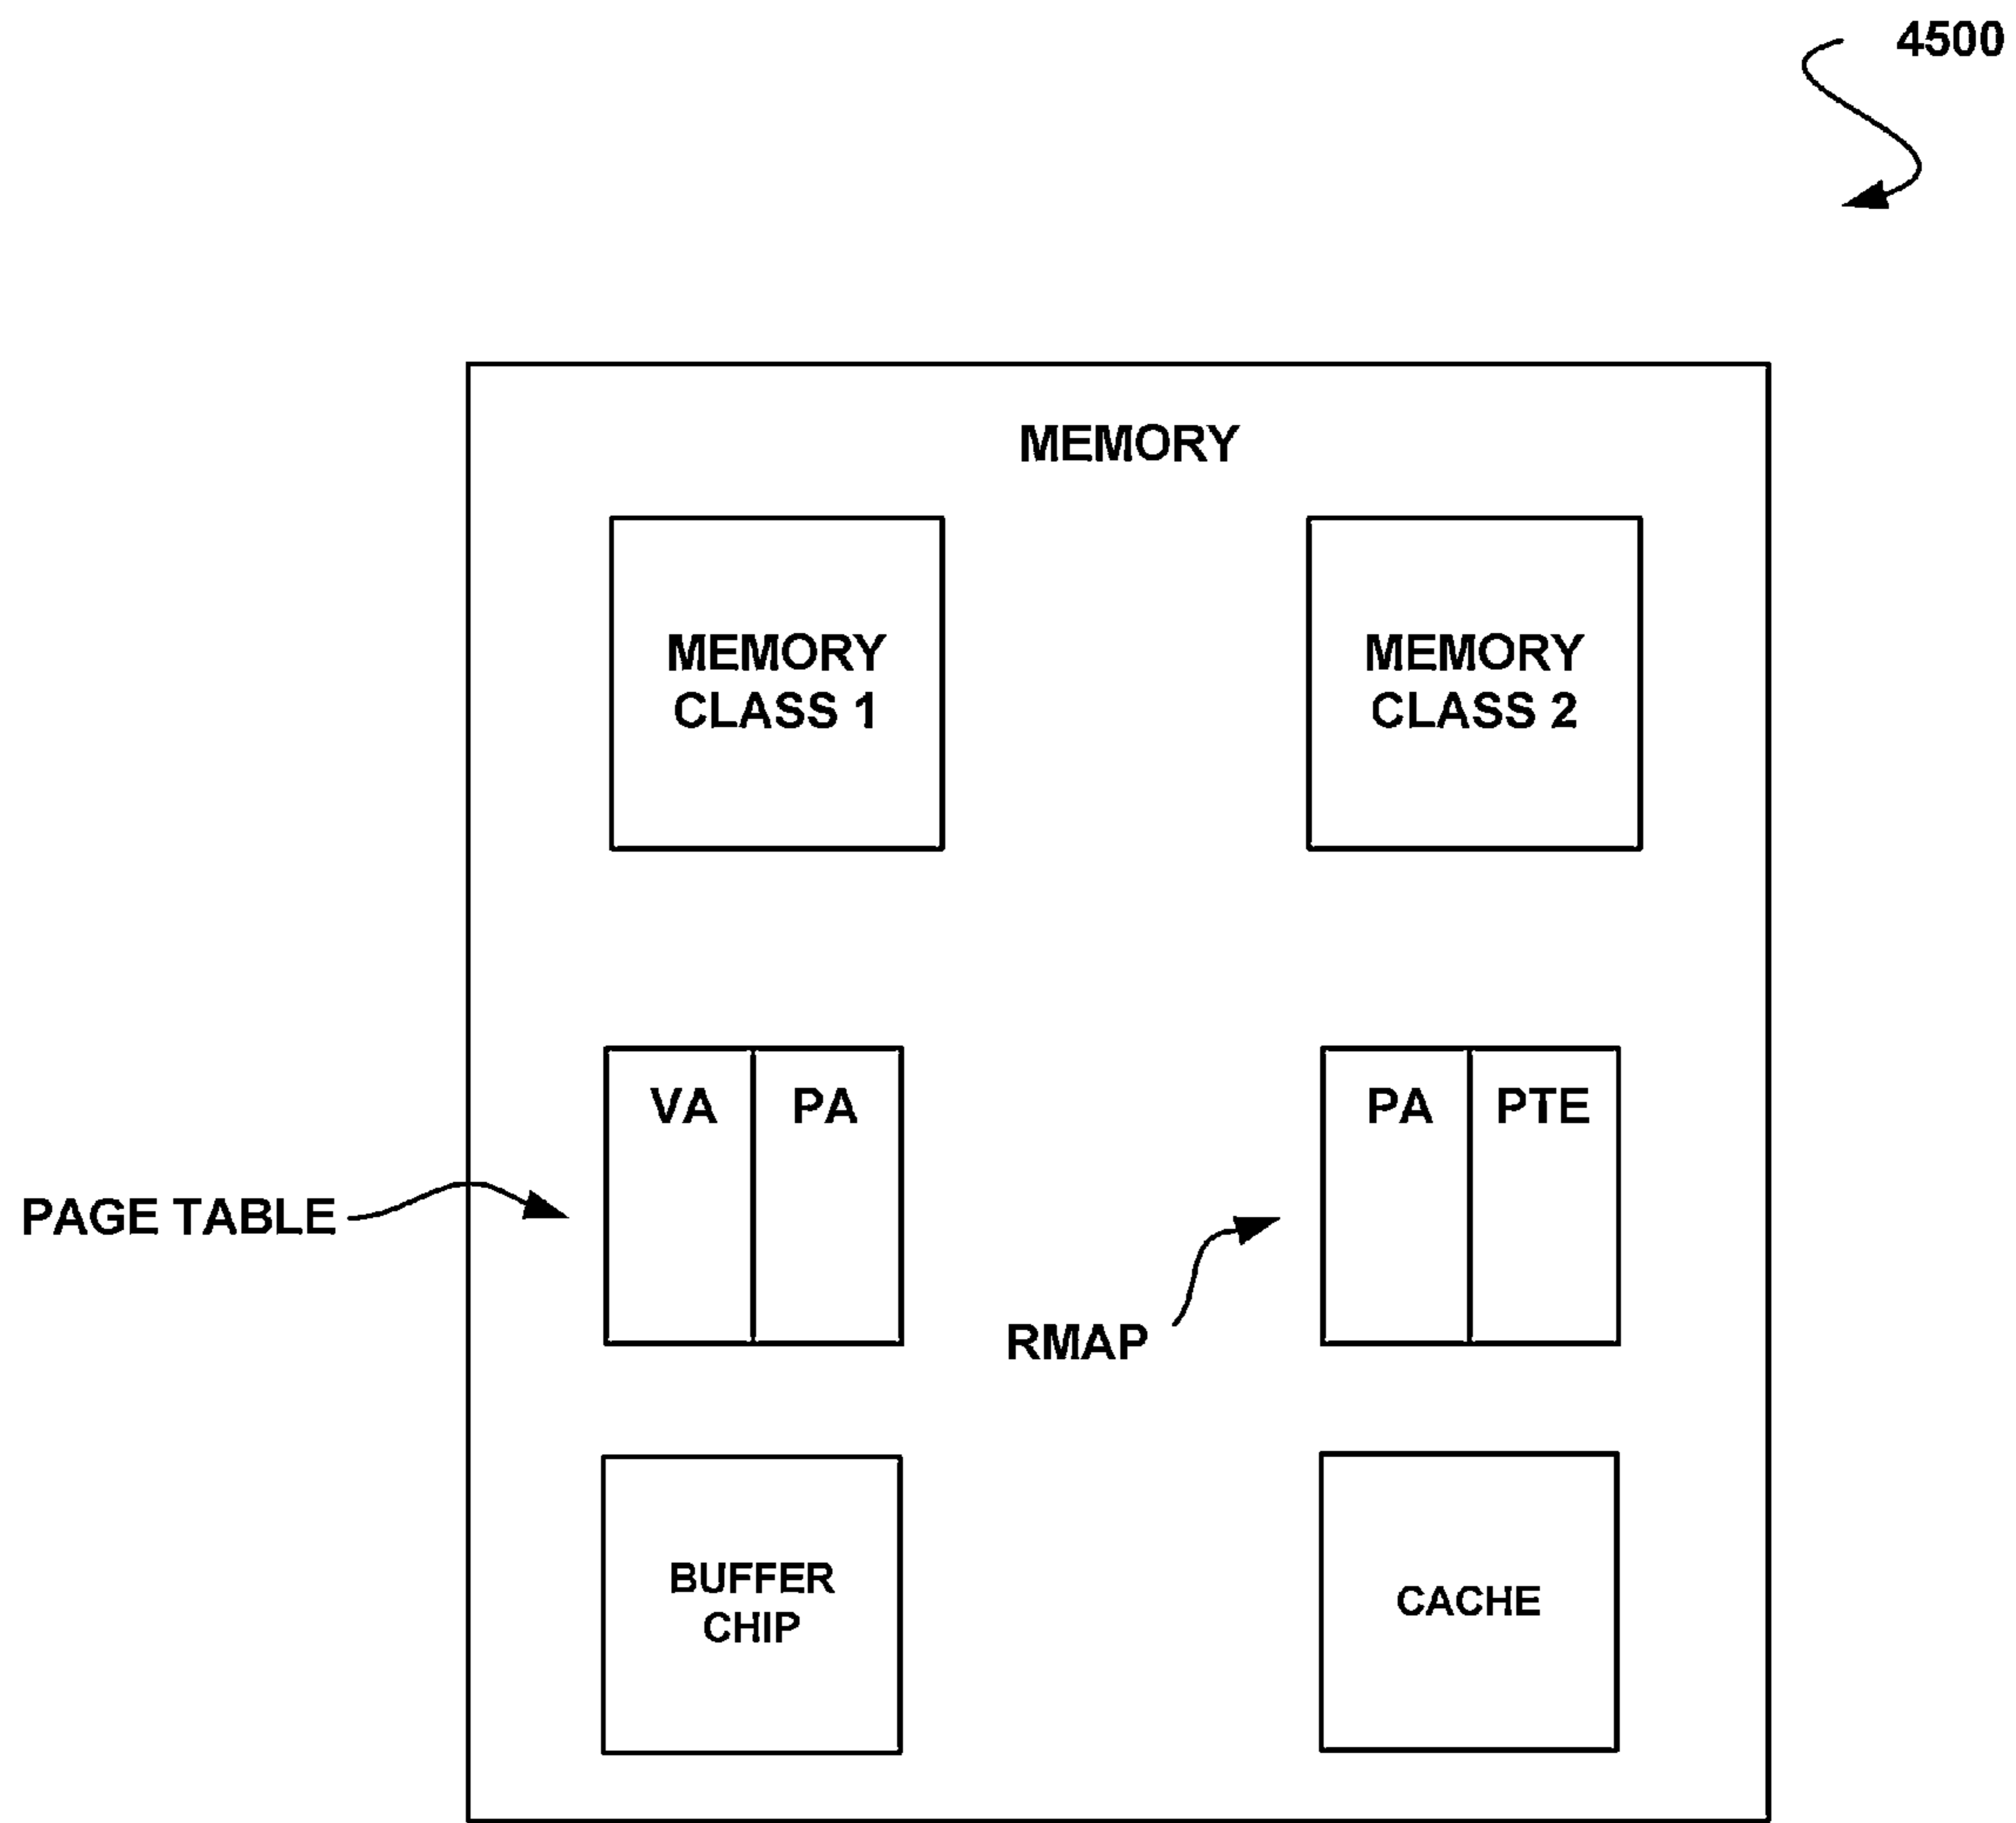 4500
MEMORY
MEMORY
CLASS 1
MEMORY
CLASS 2
VA
PA
PA
PTE
PAGE TABLE
RMAP
BUFFER
CHIP
CACHE